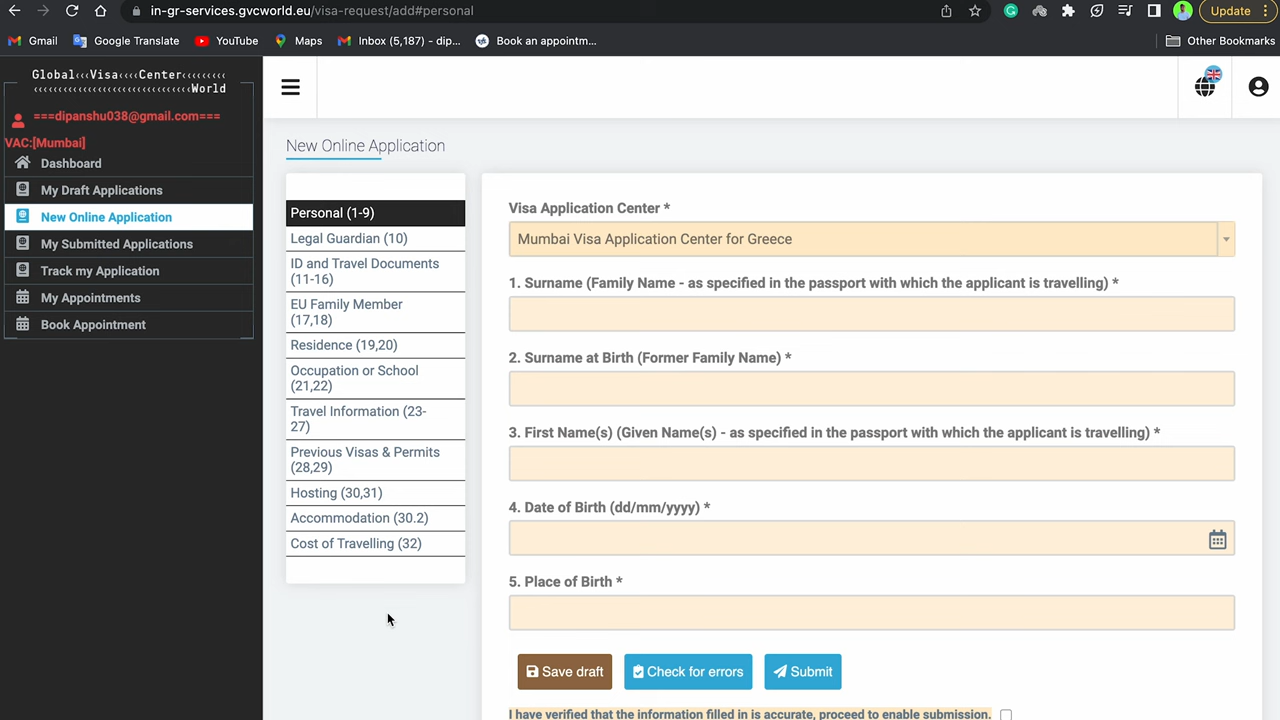 in-gr-services.gvcworld.eu/visa-request/add#personal
Update
Gmail
Google Translate
YouTube
Maps
Inbox (5,187) - dip...
Book an appointm...
Other Bookmarks
Global‹‹‹Visa‹‹‹‹Center‹‹‹‹‹‹‹‹‹
‹‹‹‹‹‹‹‹‹‹‹‹‹‹‹‹‹‹‹‹‹‹‹‹‹‹‹‹‹‹‹World
===dipanshu038@gmail.com===
VAC:[Mumbai]
Dashboard
My Draft Applications
New Online Application
My Submitted Applications
Track my Application
My Appointments
Book Appointment
New Online Application
Personal (1-9)
Legal Guardian (10)
ID and Travel Documents
(11-16)
EU Family Member
(17,18)
Residence (19,20)
Occupation or School
(21,22)
Travel Information (23-
27)
Previous Visas & Permits
(28,29)
Hosting (30,31)
Accommodation (30.2)
Cost of Travelling (32)
Visa Application Center *
Mumbai Visa Application Center for Greece
1. Surname (Family Name - as specified in the passport with which the applicant is travelling) *
2. Surname at Birth (Former Family Name) *
3. First Name(s) (Given Name(s) - as specified in the passport with which the applicant is travelling) *
4. Date of Birth (dd/mm/yyyy) *
5. Place of Birth *
Save draft
Check for errors
Submit
I have verified that the information filled in is accurate, proceed to enable submission.